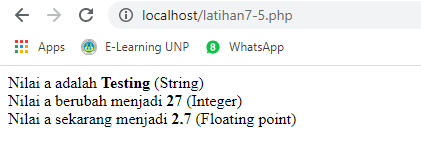 localhost/latihan7-5.php
Apps E-Learning UNP 8 WhatsApp
Nilai a adalah Testing (String)
Nilai a berubah menjadi 27 (Integer)
Nilai a sekarang menjadi 2.7 (Floating point)